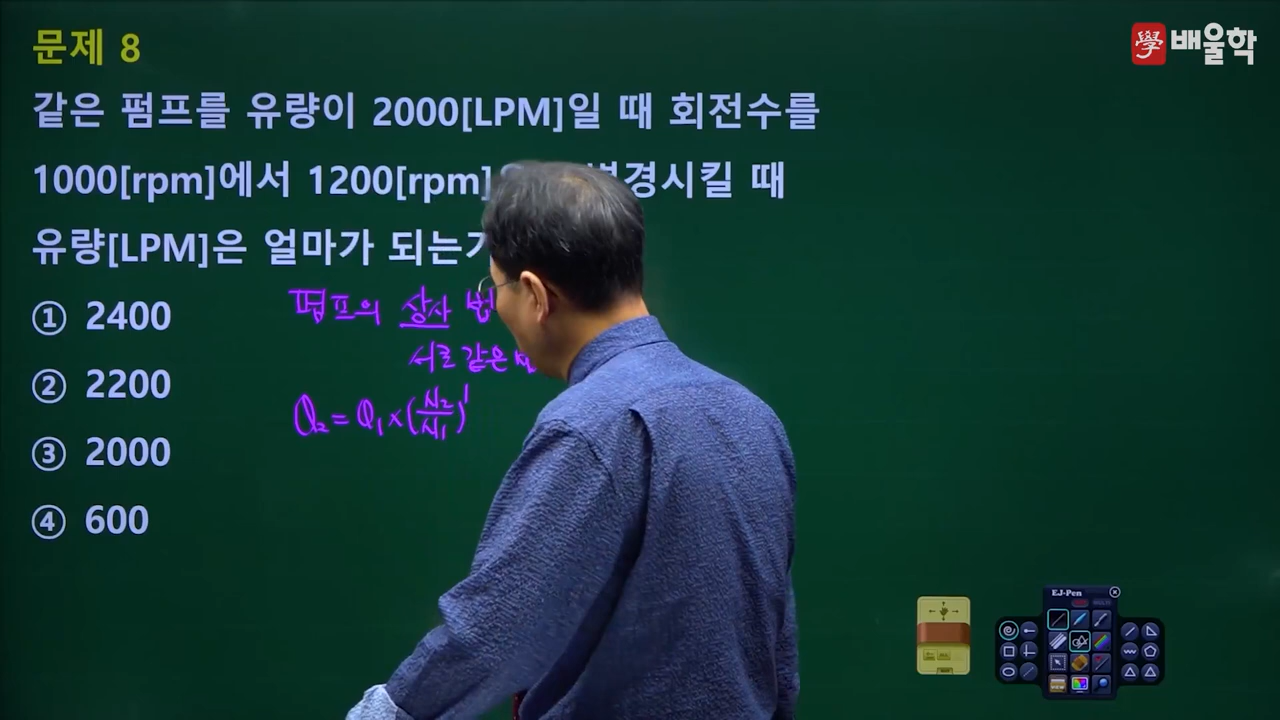 문제 8
學 배울학
같은 펌프를 유량이 2000[LPM]일 때 회전수를
1000[rpm]에서 1200[rpm] 변경시킬 때
유량[LPM]은 얼마가 되는가
① 2400
② 2200
③ 2000
④ 600
펌프의 상사 법
서로 같은
Q₂ = Q₁ × (N₂/N₁)¹
EJ-Pen